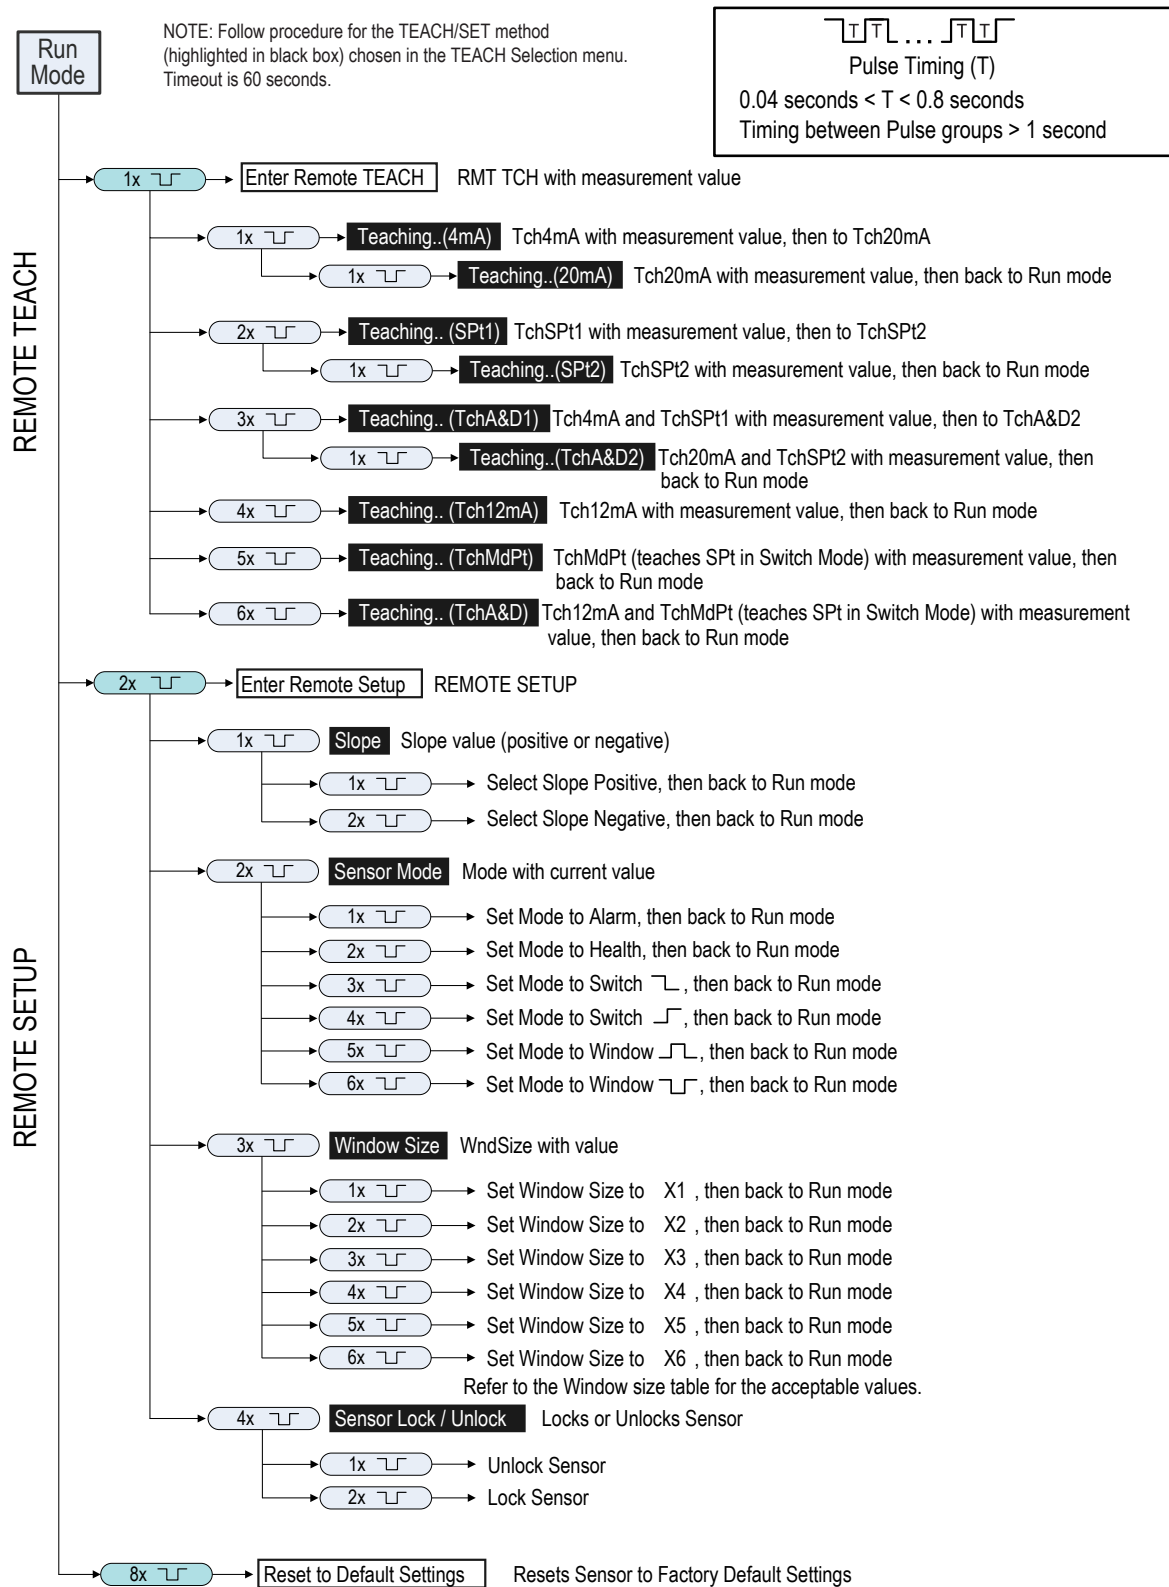 Run
Mode
NOTE: Follow procedure for the TEACH/SET method
(highlighted in black box) chosen in the TEACH Selection menu.
Timeout is 60 seconds.
T T ... T T
Pulse Timing (T)
0.04 seconds < T < 0.8 seconds
Timing between Pulse groups > 1 second
REMOTE TEACH
1x Enter Remote TEACH RMT TCH with measurement value
1x Teaching..(4mA) Tch4mA with measurement value, then to Tch20mA
1x Teaching..(20mA) Tch20mA with measurement value, then back to Run mode
2x Teaching.. (SPt1) TchSPt1 with measurement value, then to TchSPt2
1x Teaching..(SPt2) TchSPt2 with measurement value, then back to Run mode
3x Teaching.. (TchA&D1) Tch4mA and TchSPt1 with measurement value, then to TchA&D2
1x Teaching..(TchA&D2) Tch20mA and TchSPt2 with measurement value, then
back to Run mode
4x Teaching.. (Tch12mA) Tch12mA with measurement value, then back to Run mode
5x Teaching.. (TchMdPt) TchMdPt (teaches SPt in Switch Mode) with measurement value, then
back to Run mode
6x Teaching.. (TchA&D) Tch12mA and TchMdPt (teaches SPt in Switch Mode) with measurement
value, then back to Run mode
REMOTE SETUP
2x Enter Remote Setup REMOTE SETUP
1x Slope Slope value (positive or negative)
1x Select Slope Positive, then back to Run mode
2x Select Slope Negative, then back to Run mode
2x Sensor Mode Mode with current value
1x Set Mode to Alarm, then back to Run mode
2x Set Mode to Health, then back to Run mode
3x Set Mode to Switch , then back to Run mode
4x Set Mode to Switch , then back to Run mode
5x Set Mode to Window , then back to Run mode
6x Set Mode to Window , then back to Run mode
3x Window Size WndSize with value
1x Set Window Size to X1 , then back to Run mode
2x Set Window Size to X2 , then back to Run mode
3x Set Window Size to X3 , then back to Run mode
4x Set Window Size to X4 , then back to Run mode
5x Set Window Size to X5 , then back to Run mode
6x Set Window Size to X6 , then back to Run mode
Refer to the Window size table for the acceptable values.
4x Sensor Lock / Unlock Locks or Unlocks Sensor
1x Unlock Sensor
2x Lock Sensor
8x Reset to Default Settings Resets Sensor to Factory Default Settings